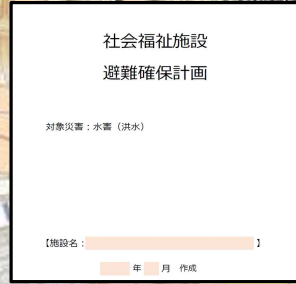 社会福祉施設
避難確保計画
対象災害：水害（洪水）
【施設名： 】
年 月 作成